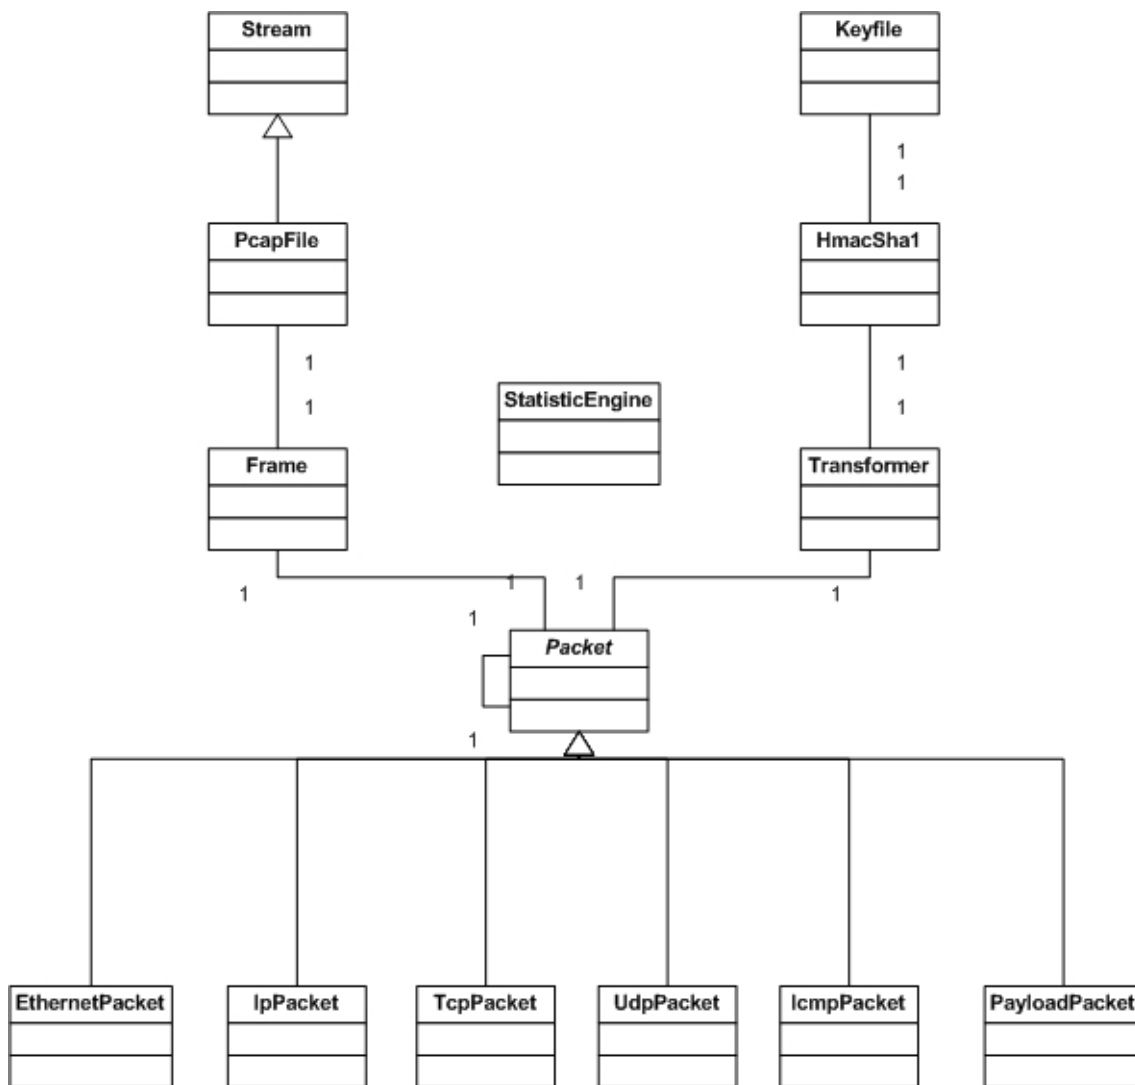 Stream
Keyfile
1
1
PcapFile
HmacSha1
1
1
1
1
StatisticEngine
Frame
Transformer
1
1
1
1
1
Packet
1
EthernetPacket
IpPacket
TcpPacket
UdpPacket
IcmpPacket
PayloadPacket